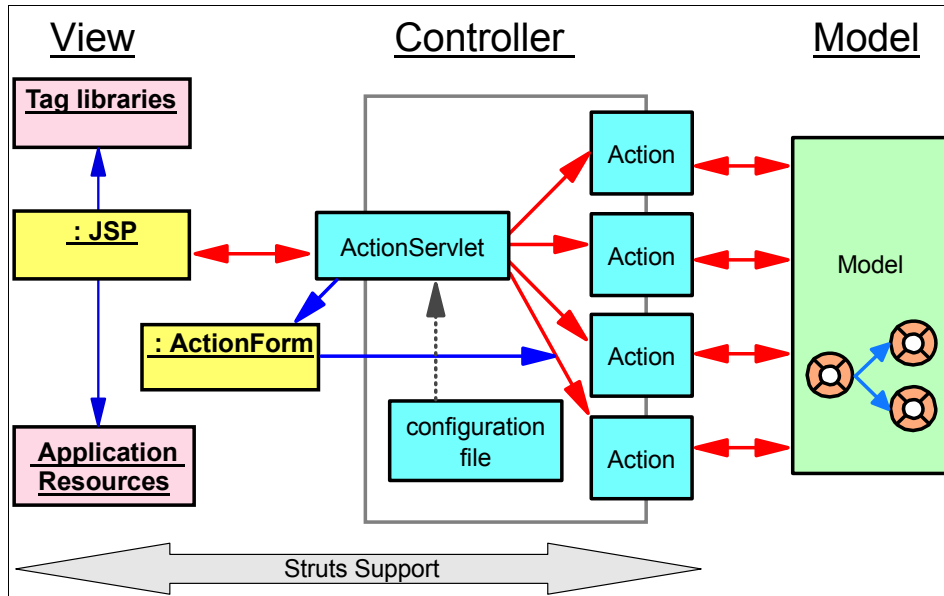 View
Controller
Model
Tag libraries
: JSP
ActionServlet
: ActionForm
configuration
file
Application
Resources
Action
Action
Action
Action
Model
Struts Support